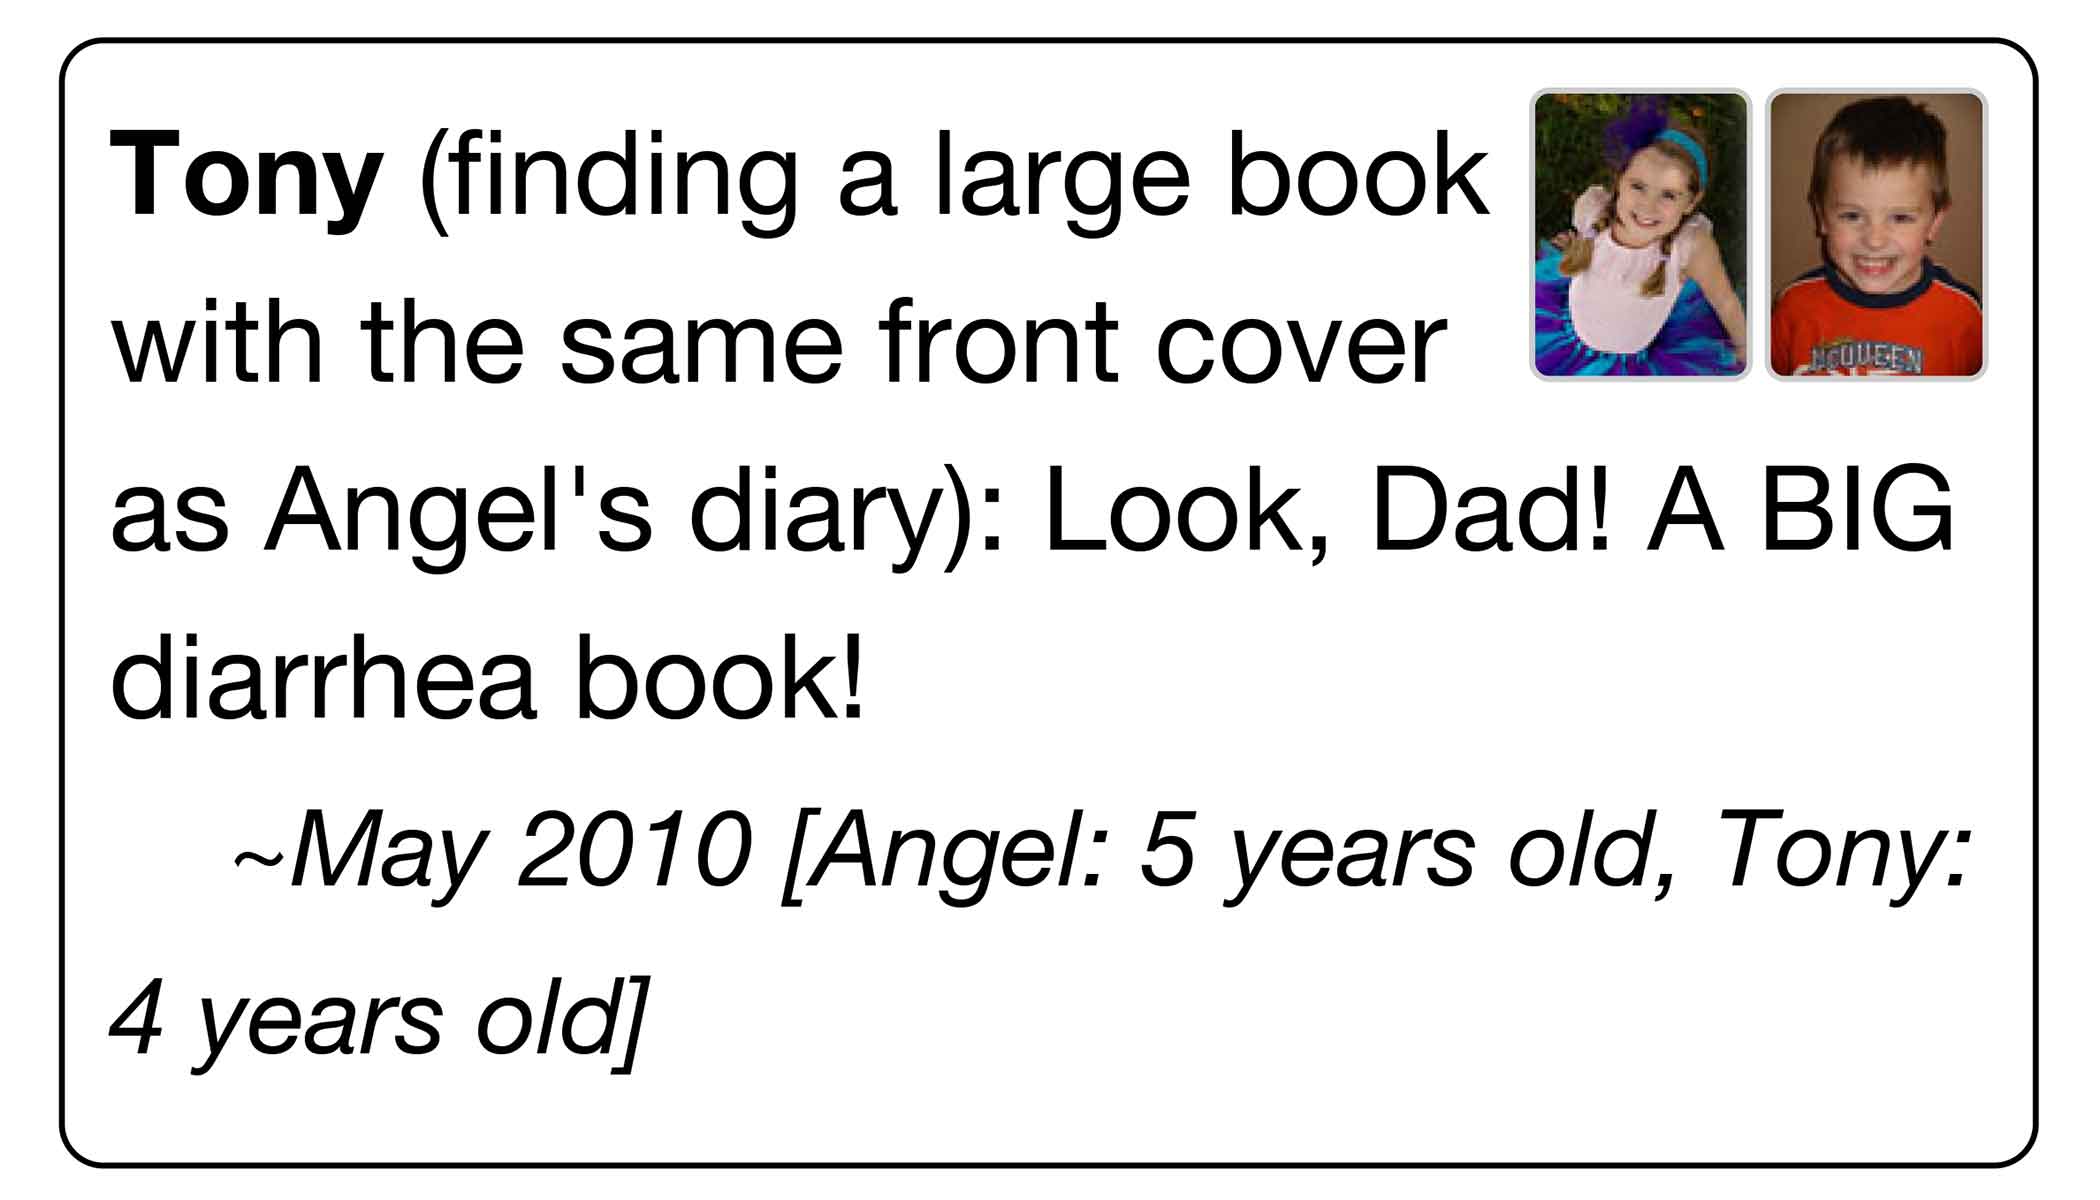 Tony (finding a large book
with the same front cover
as Angel's diary): Look, Dad! A BIG
diarrhea book!
~May 2010 [Angel: 5 years old, Tony:
4 years old]
MCQUEEN